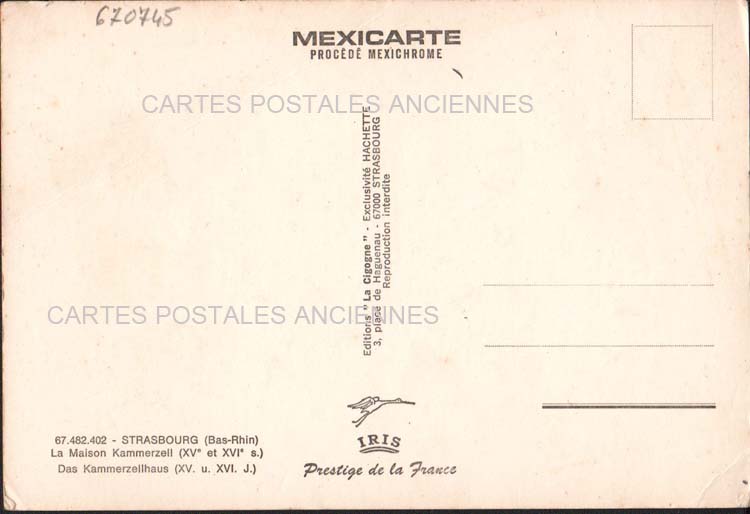 670745
MEXICARTE
PROCÉDÉ MEXICHROME
CARTES POSTALES ANCIENNES
Editions " La Cigogne " - Exclusivité HACHETTE
3, place de Haguenau - 67000 STRASBOURG
Reproduction interdite
CARTES POSTALES ANCIENNES
67.482.402 - STRASBOURG (Bas-Rhin)
La Maison Kammerzell (XVᵉ et XVIᵉ s.)
Das Kammerzellhaus (XV. u. XVI. J.)
IRIS
Prestige de la France